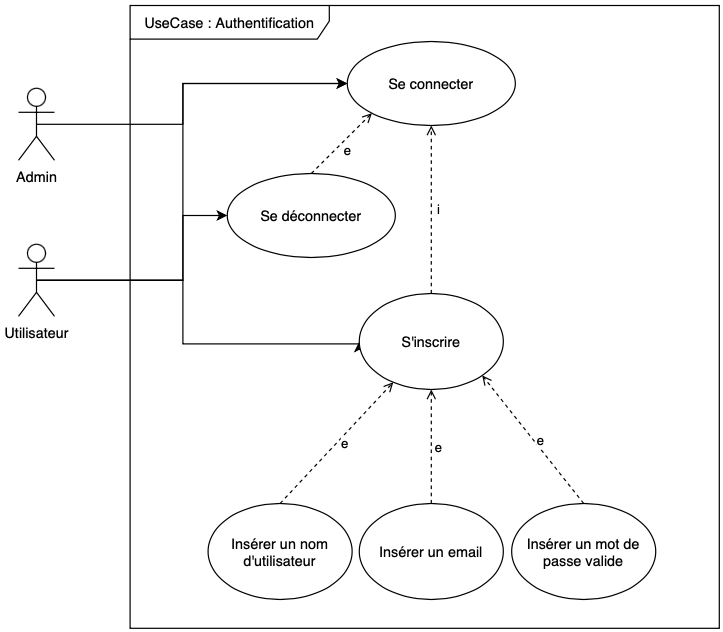 UseCase : Authentification
Se connecter
Admin
e
Se déconnecter
i
Utilisateur
S'inscrire
e
e
e
Insérer un nom
d'utilisateur
Insérer un email
Insérer un mot de
passe valide